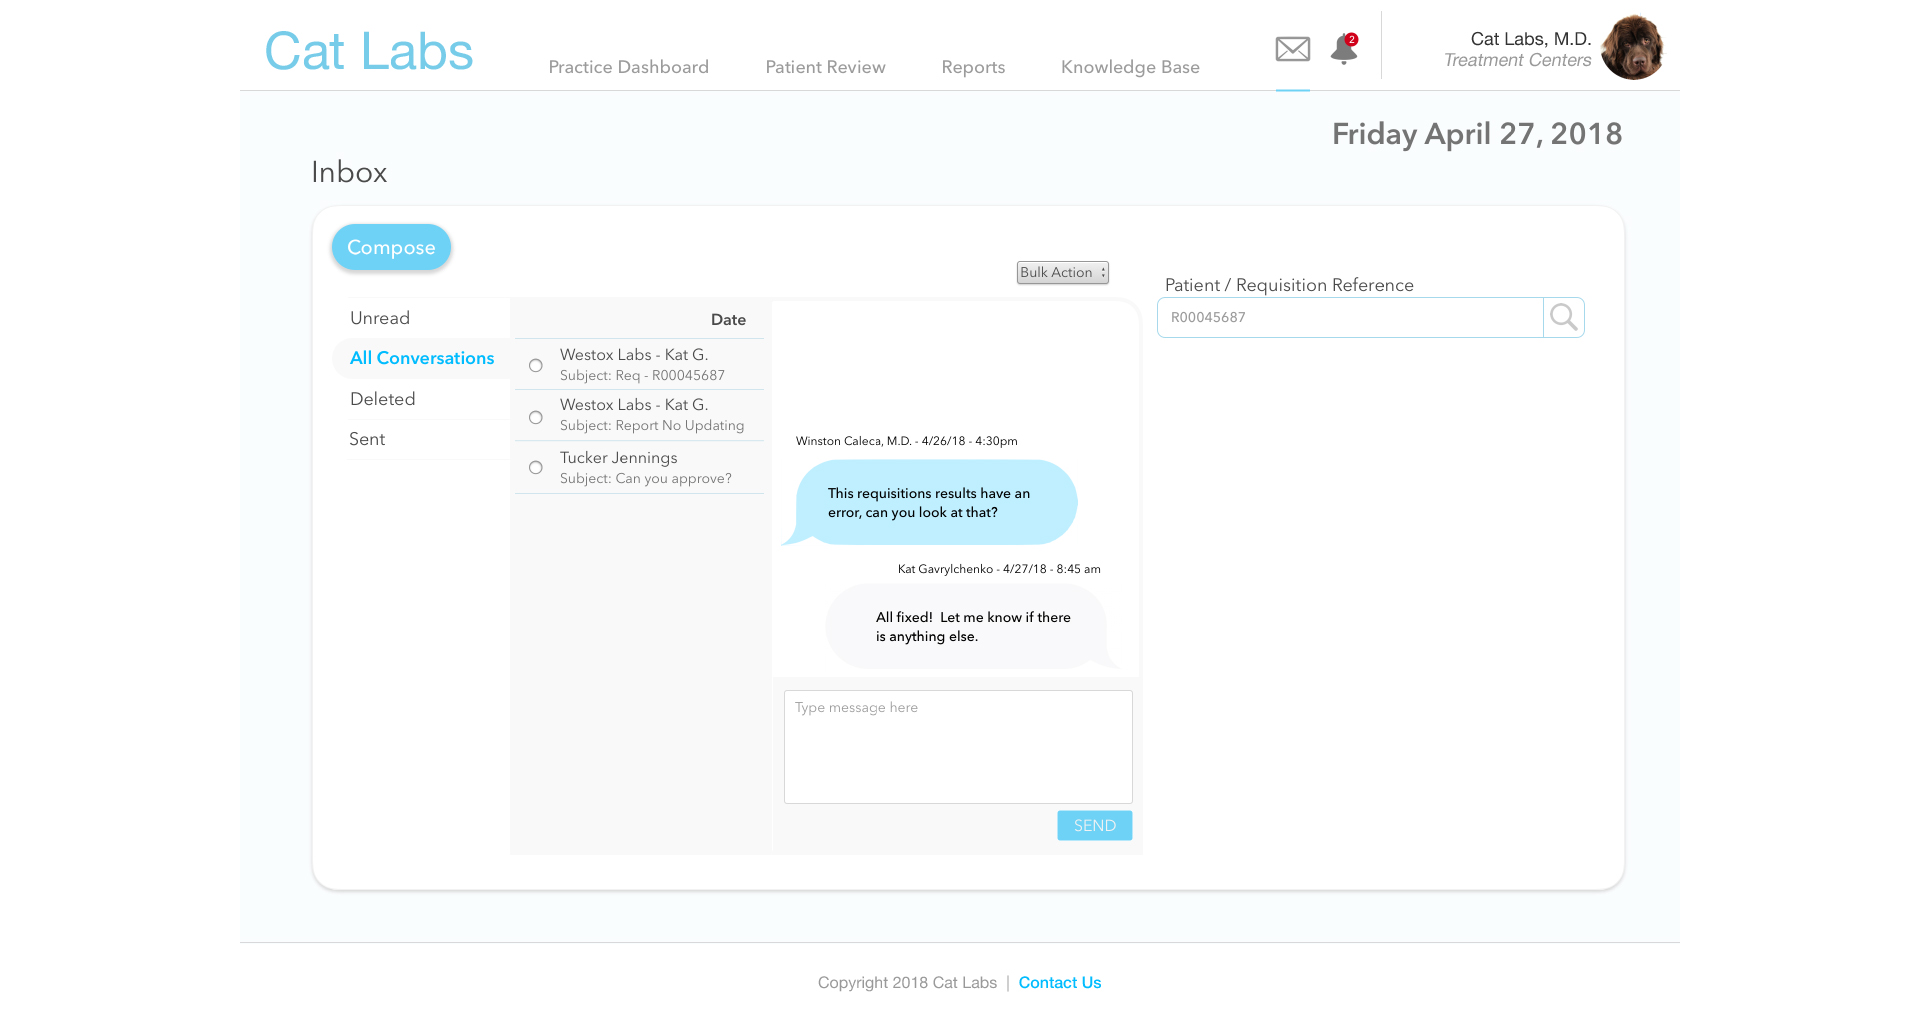 Cat Labs
Practice Dashboard
Patient Review
Reports
Knowledge Base
2
Cat Labs, M.D.
Treatment Centers
Friday April 27, 2018
Inbox
Compose
Bulk Action
Patient / Requisition Reference
R00045687
Unread
All Conversations
Deleted
Sent
Date
Westox Labs - Kat G.
Subject: Req - R00045687
Westox Labs - Kat G.
Subject: Report No Updating
Tucker Jennings
Subject: Can you approve?
Winston Caleca, M.D. - 4/26/18 - 4:30pm
This requisitions results have an
error, can you look at that?
Kat Gavrylchenko - 4/27/18 - 8:45 am
All fixed!  Let me know if there
is anything else.
Type message here
SEND
Copyright 2018 Cat Labs | Contact Us